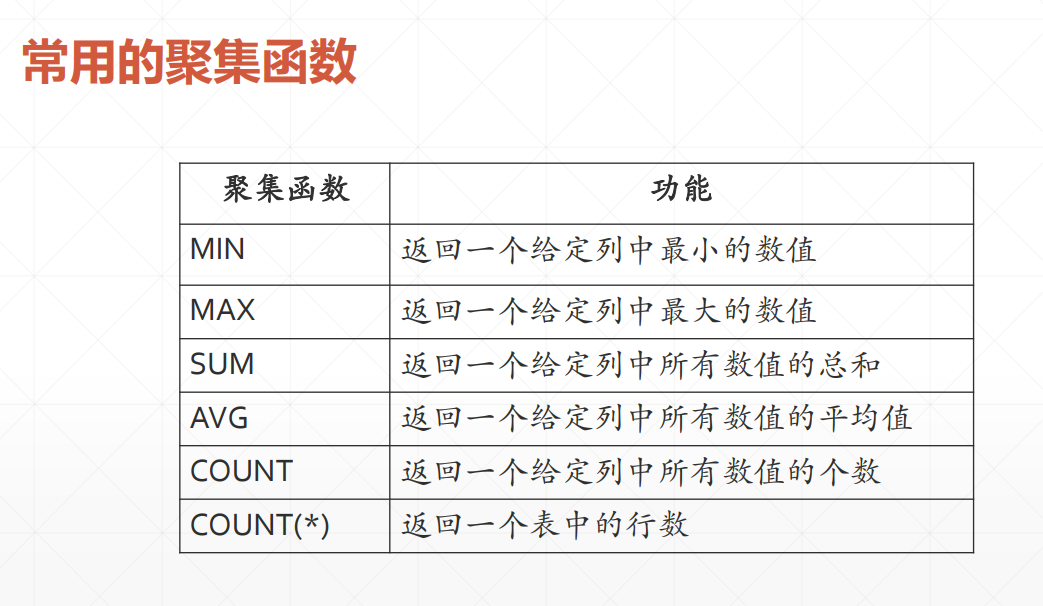 常用的聚集函数
聚集函数 功能
MIN 返回一个给定列中最小的数值
MAX 返回一个给定列中最大的数值
SUM 返回一个给定列中所有数值的总和
AVG 返回一个给定列中所有数值的平均值
COUNT 返回一个给定列中所有数值的个数
COUNT(*) 返回一个表中的行数